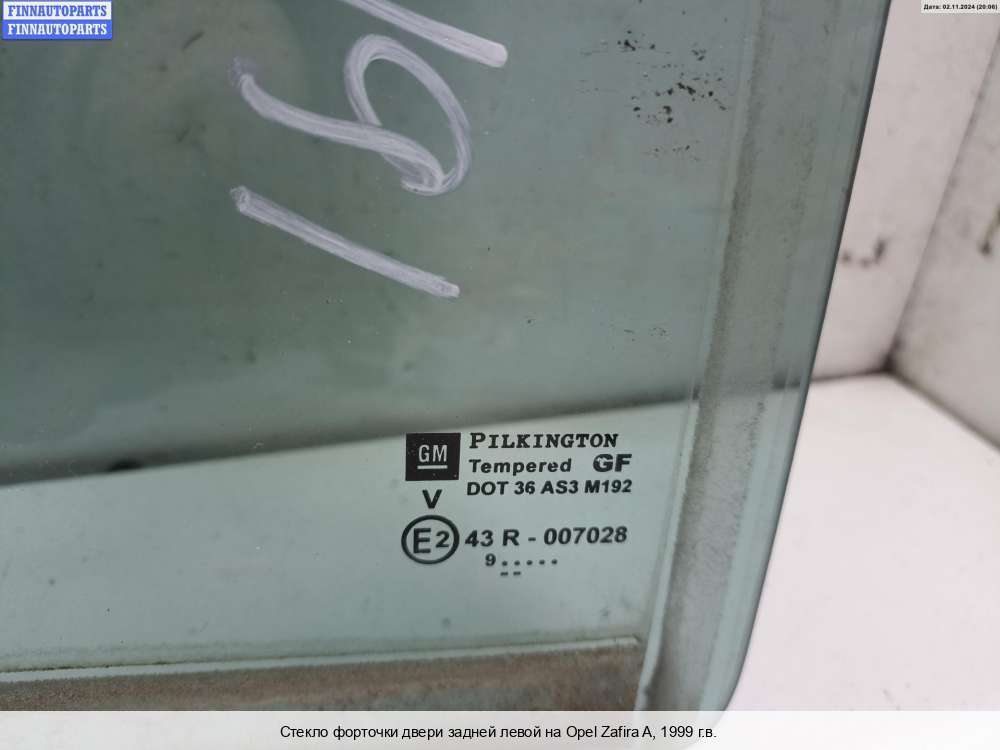 FINNAUTOPARTS
FINNAUTOPARTS
Дата: 02.11.2024 (20:06)
GM
PILKINGTON
Tempered GF
DOT 36 AS3 M192
V
E2 43 R - 007028
9.....
--
Стекло форточки двери задней левой на Opel Zafira A, 1999 г.в.